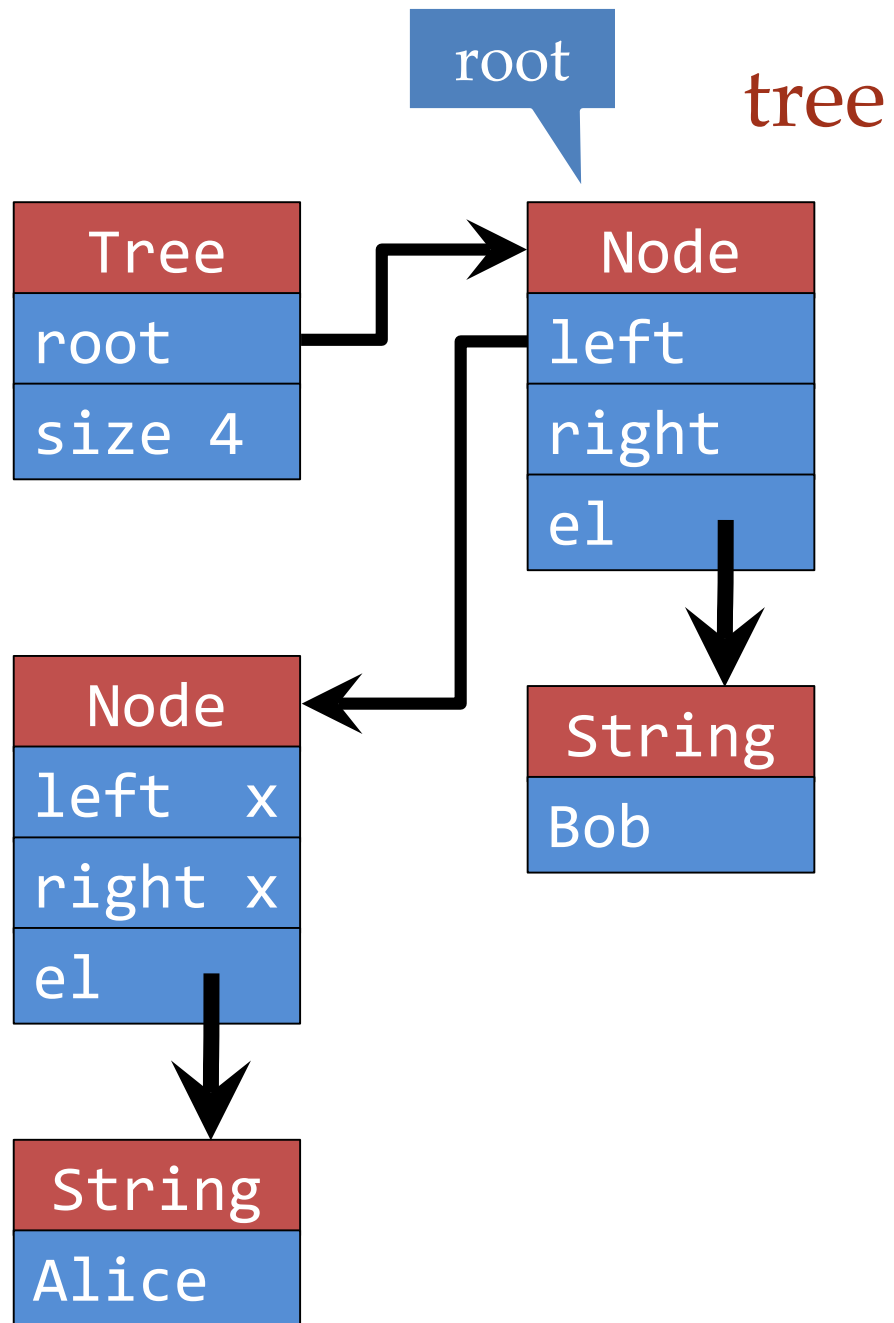 root
tree
Tree
root
size 4
Node
left
right
el
Node
left x
right x
el
String
Bob
String
Alice